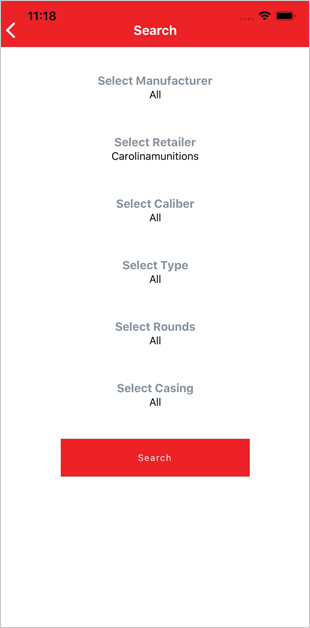 11:18
Search
Select Manufacturer
All
Select Retailer
Carolinamunitions
Select Caliber
All
Select Type
All
Select Rounds
All
Select Casing
All
Search